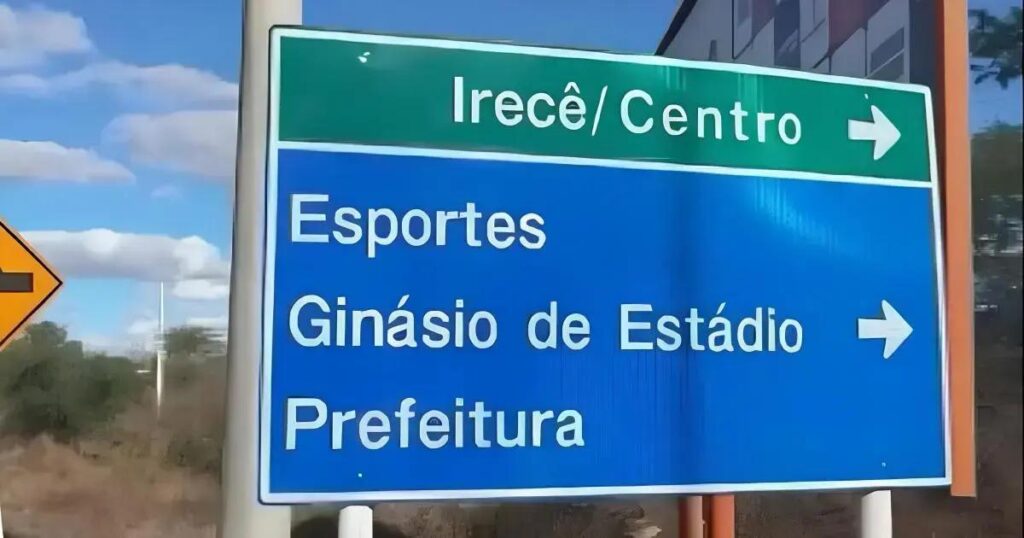 Irecê/Centro
Esportes
Ginásio de Estádio
Prefeitura